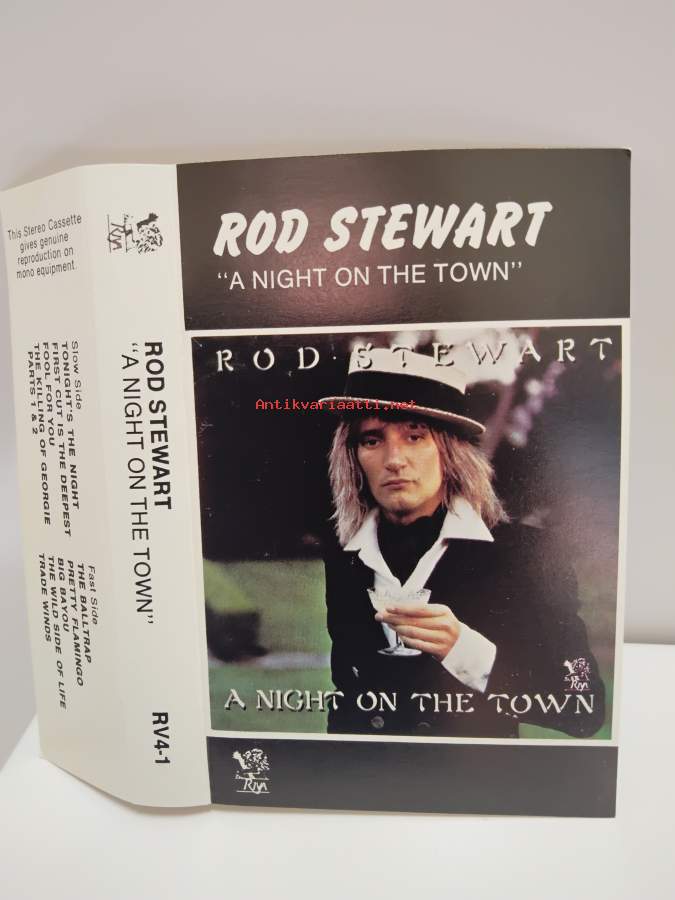 ROD STEWART
"A NIGHT ON THE TOWN"
ROD · STEWART
Antikvariaatti.net
A NIGHT ON THE TOWN
Riva
Riva
Riva
This Stereo Cassette
gives genuine
reproduction on
mono equipment.
Slow Side
TONIGHT'S THE NIGHT
FIRST CUT IS THE DEEPEST
FOOL FOR YOU
THE KILLING OF GEORGIE
PARTS 1 & 2
Fast Side
THE BALLTRAP
PRETTY FLAMINGO
BIG BAYOU
THE WILD SIDE OF LIFE
TRADE WINDS
ROD STEWART
"A NIGHT ON THE TOWN"
RV4-1